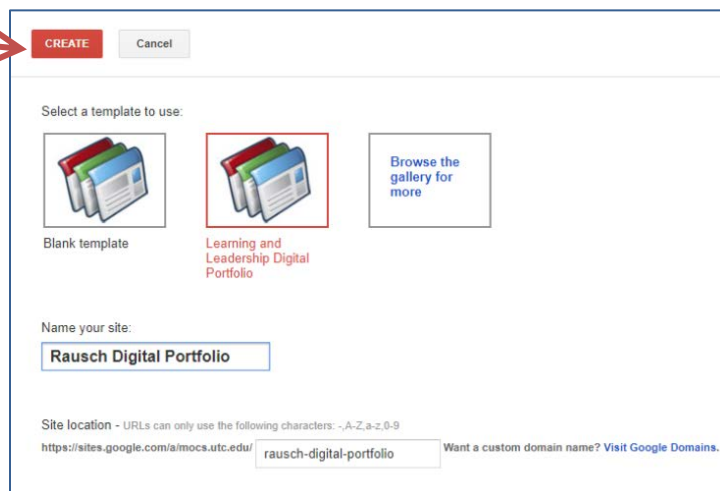 CREATE Cancel
Select a template to use:
Browse the
gallery for
more
Blank template
Learning and
Leadership Digital
Portfolio
Name your site:
Rausch Digital Portfolio
Site location - URLs can only use the following characters: -,A-Z,a-z,0-9
https://sites.google.com/a/mocs.utc.edu/ rausch-digital-portfolio Want a custom domain name? Visit Google Domains.